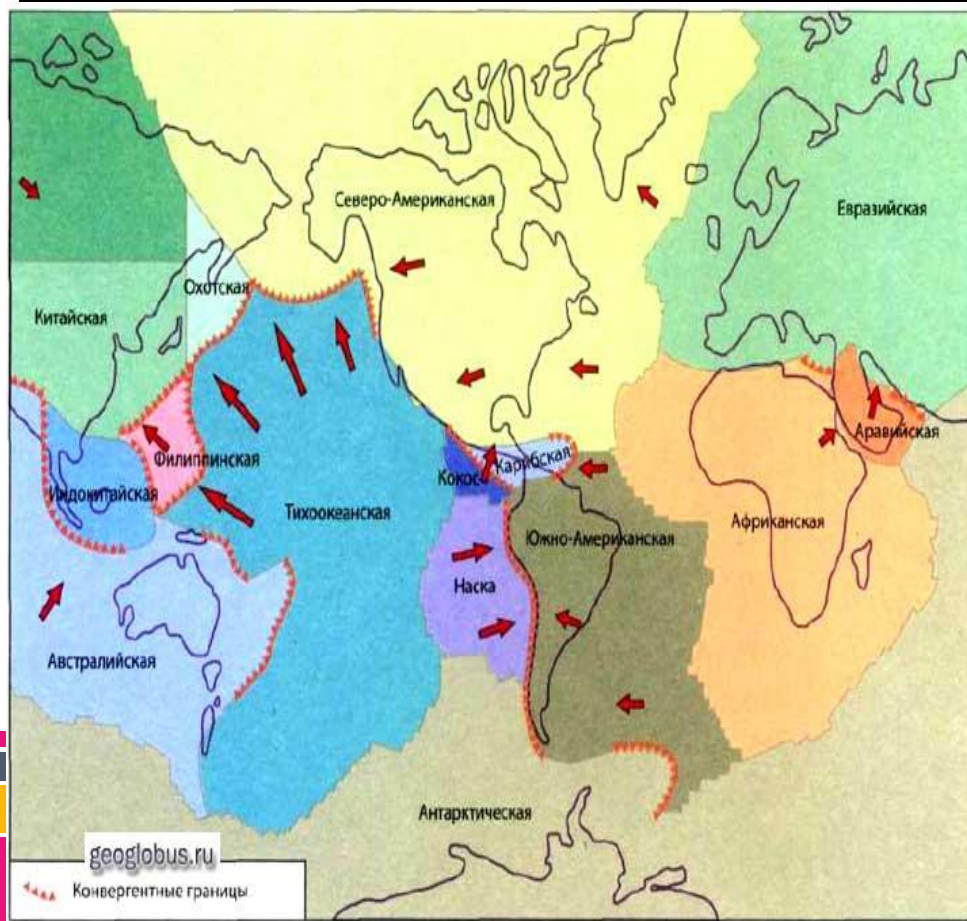 Северо-Американская
Евразийская
Охотская
Китайская
Аравийская
Филиппинская
Карибская
Кокос
Индокитайская
Тихоокеанская
Африканская
Южно-Американская
Наска
Австралийская
Антарктическая
geoglobus.ru
Конвергентные границы